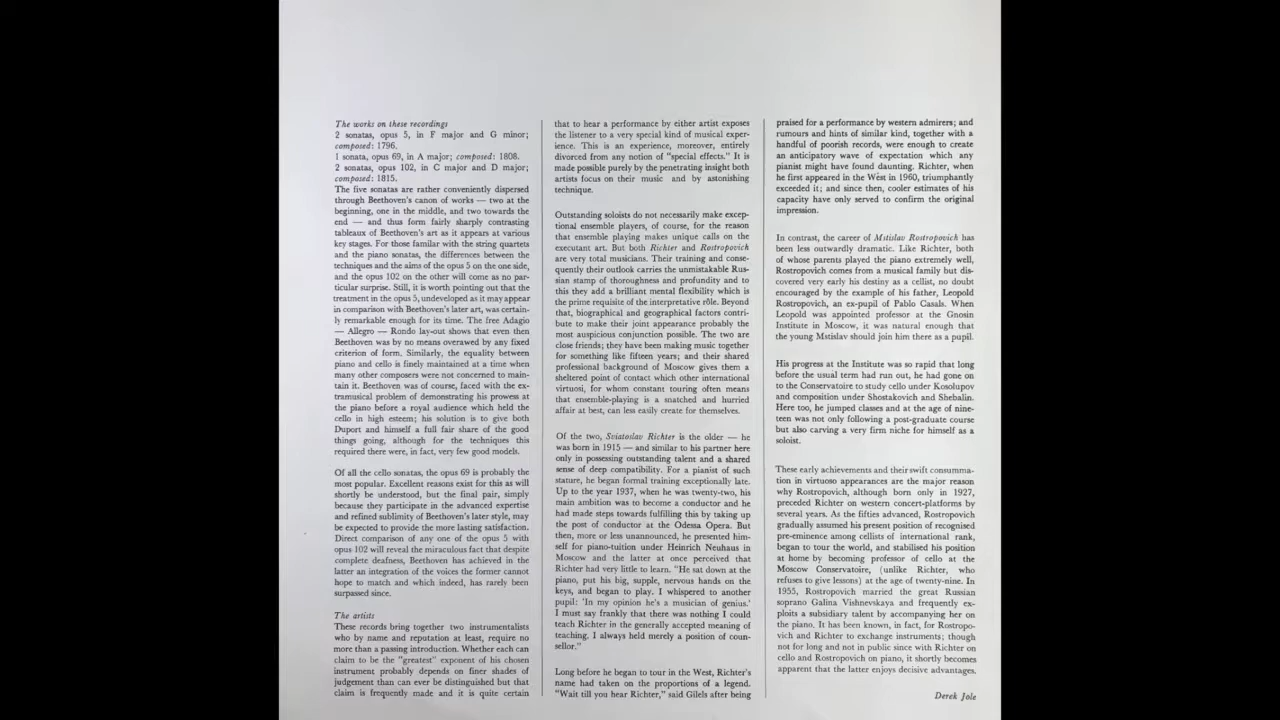 The works on these recordings
2 sonatas, opus 5, in F major and G minor;
composed: 1796.
1 sonata, opus 69, in A major; composed: 1808.
2 sonatas, opus 102, in C major and D major;
composed: 1815.
The five sonatas are rather conveniently dispersed
through Beethoven's canon of works — two at the
beginning, one in the middle, and two towards the
end — and thus form fairly sharply contrasting
tableaux of Beethoven's art as it appears at various
key stages. For those familar with the string quartets
and the piano sonatas, the differences between the
techniques and the aims of the opus 5 on the one side,
and the opus 102 on the other will come as no par-
ticular surprise. Still, it is worth pointing out that the
treatment in the opus 5, undeveloped as it may appear
in comparison with Beethoven's later art, was certain-
ly remarkable enough for its time. The free Adagio
— Allegro — Rondo lay-out shows that even then
Beethoven was by no means overawed by any fixed
criterion of form. Similarly, the equality between
piano and cello is finely maintained at a time when
many other composers were not concerned to main-
tain it. Beethoven was of course, faced with the ex-
tramusical problem of demonstrating his prowess at
the piano before a royal audience which held the
cello in high esteem; his solution is to give both
Duport and himself a full fair share of the good
things going, although for the techniques this
required there were, in fact, very few good models.
Of all the cello sonatas, the opus 69 is probably the
most popular. Excellent reasons exist for this as will
shortly be understood, but the final pair, simply
because they participate in the advanced expertise
and refined sublimity of Beethoven's later style, may
be expected to provide the more lasting satisfaction.
Direct comparison of any one of the opus 5 with
opus 102 will reveal the miraculous fact that despite
complete deafness, Beethoven has achieved in the
latter an integration of the voices the former cannot
hope to match and which indeed, has rarely been
surpassed since.
The artists
These records bring together two instrumentalists
who by name and reputation at least, require no
more than a passing introduction. Whether each can
claim to be the "greatest" exponent of his chosen
instrument probably depends on finer shades of
judgement than can ever be distinguished but that
claim is frequently made and it is quite certain
that to hear a performance by either artist exposes
the listener to a very special kind of musical exper-
ience. This is an experience, moreover, entirely
divorced from any notion of "special effects." It is
made possible purely by the penetrating insight both
artists focus on their music and by astonishing
technique.
Outstanding soloists do not necessarily make excep-
tional ensemble players, of course, for the reason
that ensemble playing makes unique calls on the
executant art. But both Richter and Rostropovich
are very total musicians. Their training and conse-
quently their outlook carries the unmistakable Rus-
sian stamp of thoroughness and profundity and to
this they add a brilliant mental flexibility which is
the prime requisite of the interpretative rôle. Beyond
that, biographical and geographical factors contri-
bute to make their joint appearance probably the
most auspicious conjunction possible. The two are
close friends; they have been making music together
for something like fifteen years; and their shared
professional background of Moscow gives them a
sheltered point of contact which other international
virtuosi, for whom constant touring often means
that ensemble-playing is a snatched and hurried
affair at best, can less easily create for themselves.
Of the two, Sviatoslav Richter is the older — he
was born in 1915 — and similar to his partner here
only in possessing outstanding talent and a shared
sense of deep compatibility. For a pianist of such
stature, he began formal training exceptionally late.
Up to the year 1937, when he was twenty-two, his
main ambition was to become a conductor and he
had made steps towards fulfilling this by taking up
the post of conductor at the Odessa Opera. But
then, more or less unannounced, he presented him-
self for piano-tuition under Heinrich Neuhaus in
Moscow and the latter at once perceived that
Richter had very little to learn. "He sat down at the
piano, put his big, supple, nervous hands on the
keys, and began to play. I whispered to another
pupil: 'In my opinion he's a musician of genius.'
I must say frankly that there was nothing I could
teach Richter in the generally accepted meaning of
teaching. I always held merely a position of coun-
sellor."
Long before he began to tour in the West, Richter's
name had taken on the proportions of a legend.
"Wait till you hear Richter," said Gilels after being
praised for a performance by western admirers; and
rumours and hints of similar kind, together with a
handful of poorish records, were enough to create
an anticipatory wave of expectation which any
pianist might have found daunting. Richter, when
he first appeared in the West in 1960, triumphantly
exceeded it; and since then, cooler estimates of his
capacity have only served to confirm the original
impression.
In contrast, the career of Mstislav Rostropovich has
been less outwardly dramatic. Like Richter, both
of whose parents played the piano extremely well,
Rostropovich comes from a musical family but dis-
covered very early his destiny as a cellist, no doubt
encouraged by the example of his father, Leopold
Rostropovich, an ex-pupil of Pablo Casals. When
Leopold was appointed professor at the Gnosin
Institute in Moscow, it was natural enough that
the young Mstislav should join him there as a pupil.
His progress at the Institute was so rapid that long
before the usual term had run out, he had gone on
to the Conservatoire to study cello under Kosolupov
and composition under Shostakovich and Shebalin.
Here too, he jumped classes and at the age of nine-
teen was not only following a post-graduate course
but also carving a very firm niche for himself as a
soloist.
These early achievements and their swift consumma-
tion in virtuoso appearances are the major reason
why Rostropovich, although born only in 1927,
preceded Richter on western concert-platforms by
several years. As the fifties advanced, Rostropovich
gradually assumed his present position of recognised
pre-eminence among cellists of international rank,
began to tour the world, and stabilised his position
at home by becoming professor of cello at the
Moscow Conservatoire, (unlike Richter, who
refuses to give lessons) at the age of twenty-nine. In
1955, Rostropovich married the great Russian
soprano Galina Vishnevskaya and frequently ex-
ploits a subsidiary talent by accompanying her on
the piano. It has been known, in fact, for Rostropo-
vich and Richter to exchange instruments; though
not for long and not in public since with Richter on
cello and Rostropovich on piano, it shortly becomes
apparent that the latter enjoys decisive advantages.
Derek Jole